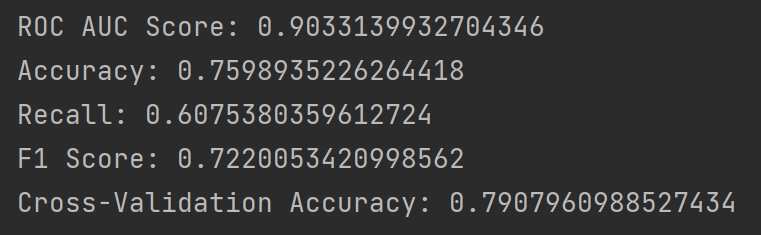 ROC AUC Score: 0.9033139932704346
Accuracy: 0.7598935226264418
Recall: 0.6075380359612724
F1 Score: 0.7220053420998562
Cross-Validation Accuracy: 0.7907960988527434